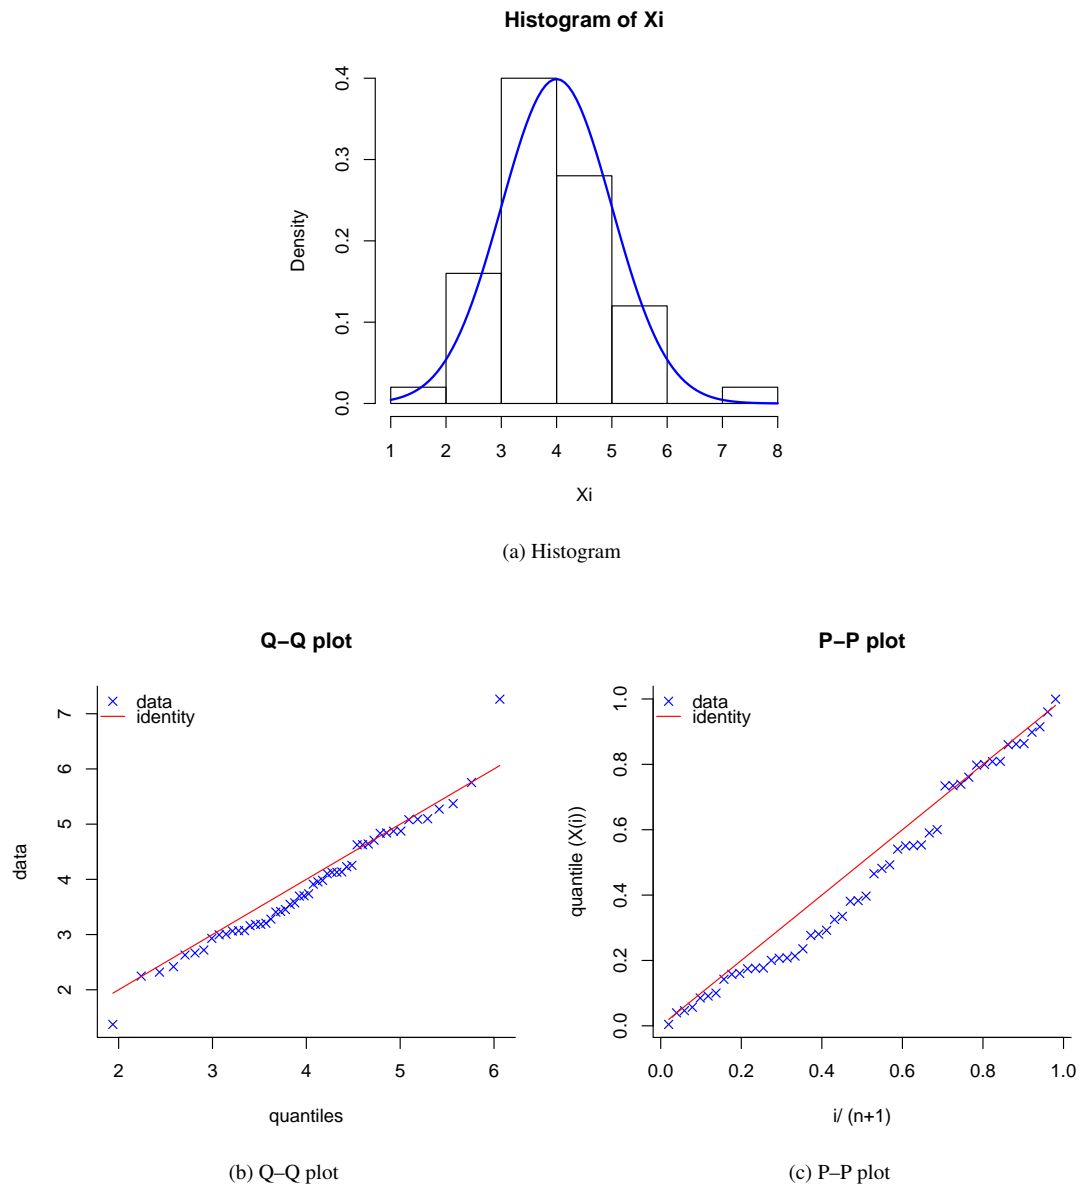 Histogram of Xi
Density
0.0 0.1 0.2 0.3 0.4
1 2 3 4 5 6 7 8
Xi
(a) Histogram
Q−Q plot
data
identity
data
2 3 4 5 6 7
2 3 4 5 6
quantiles
(b) Q–Q plot
P−P plot
data
identity
quantile (X(i))
0.0 0.2 0.4 0.6 0.8 1.0
0.0 0.2 0.4 0.6 0.8 1.0
i/ (n+1)
(c) P–P plot